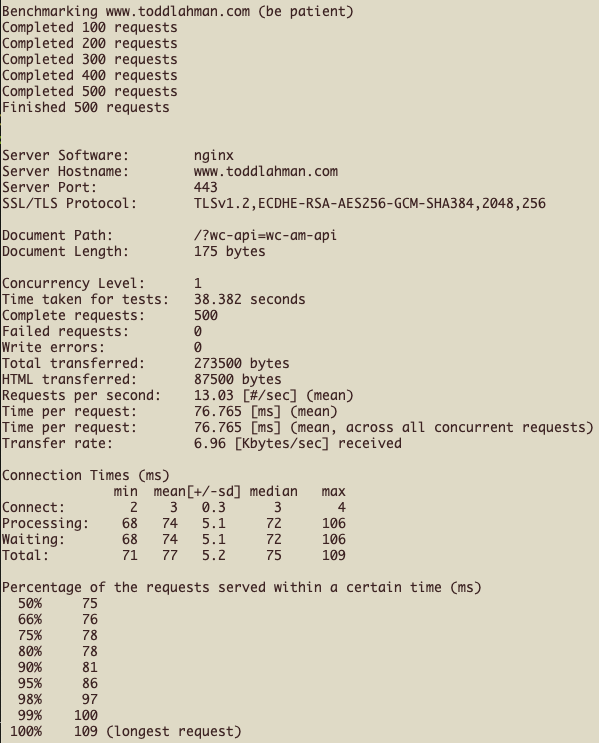 Benchmarking www.toddlahman.com (be patient)
Completed 100 requests
Completed 200 requests
Completed 300 requests
Completed 400 requests
Completed 500 requests
Finished 500 requests
Server Software: nginx
Server Hostname: www.toddlahman.com
Server Port: 443
SSL/TLS Protocol: TLSv1.2,ECDHE-RSA-AES256-GCM-SHA384,2048,256
Document Path: /?wc-api=wc-am-api
Document Length: 175 bytes
Concurrency Level: 1
Time taken for tests: 38.382 seconds
Complete requests: 500
Failed requests: 0
Write errors: 0
Total transferred: 273500 bytes
HTML transferred: 87500 bytes
Requests per second: 13.03 [#/sec] (mean)
Time per request: 76.765 [ms] (mean)
Time per request: 76.765 [ms] (mean, across all concurrent requests)
Transfer rate: 6.96 [Kbytes/sec] received
Connection Times (ms)
min mean[+/-sd] median max
Connect: 2 3 0.3 3 4
Processing: 68 74 5.1 72 106
Waiting: 68 74 5.1 72 106
Total: 71 77 5.2 75 109
Percentage of the requests served within a certain time (ms)
50% 75
66% 76
75% 78
80% 78
90% 81
95% 86
98% 97
99% 100
100% 109 (longest request)